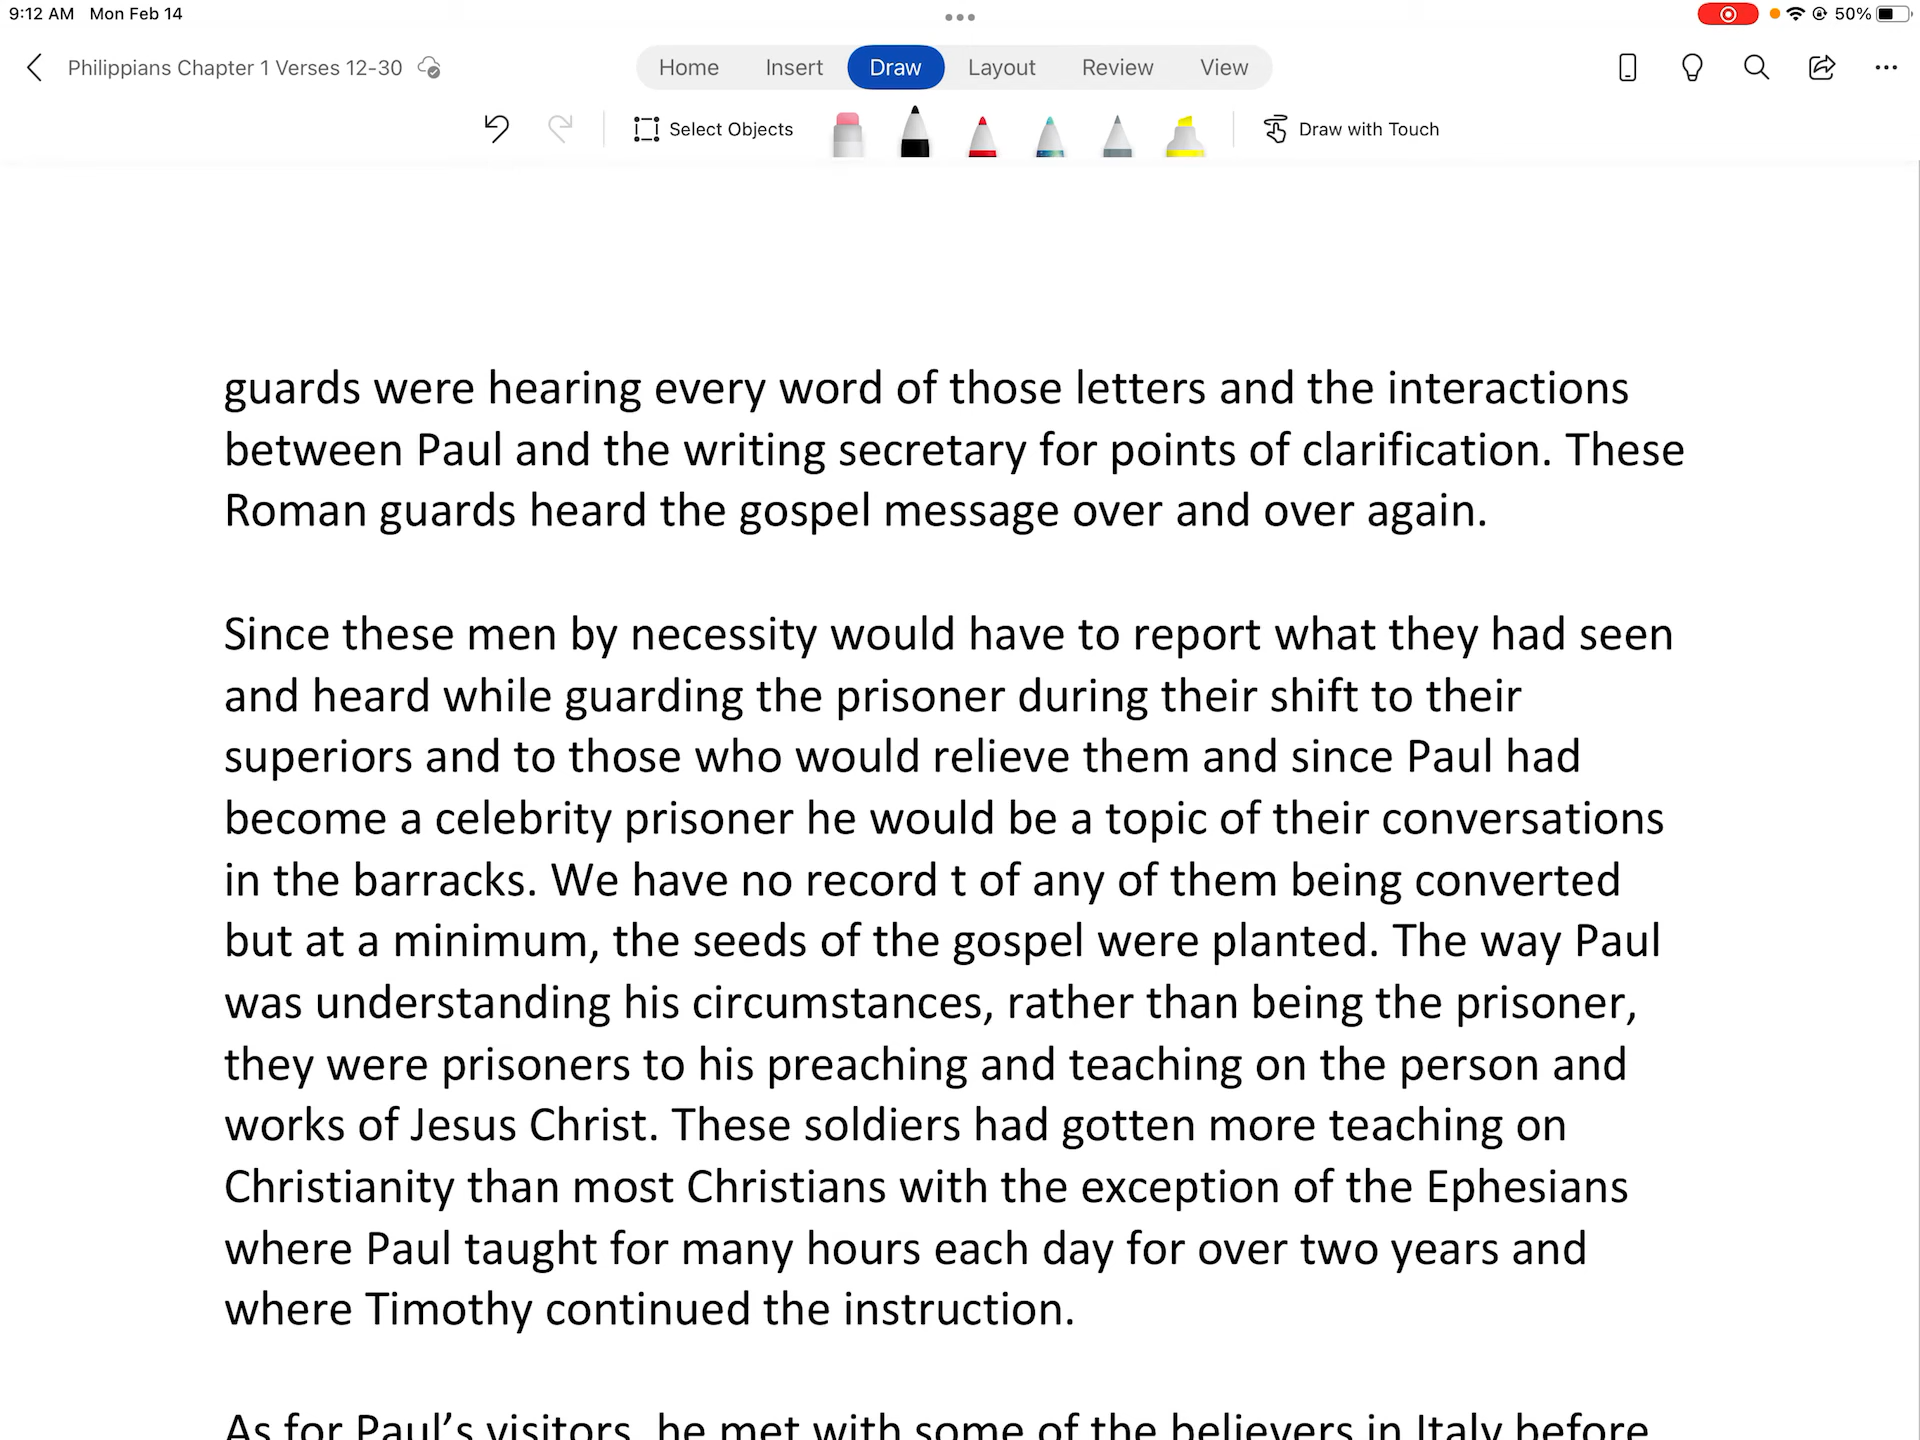 9:12 AM Mon Feb 14
50%
Philippians Chapter 1 Verses 12-30
Home Insert Draw Layout Review View
Select Objects
Draw with Touch
guards were hearing every word of those letters and the interactions
between Paul and the writing secretary for points of clarification. These
Roman guards heard the gospel message over and over again.
Since these men by necessity would have to report what they had seen
and heard while guarding the prisoner during their shift to their
superiors and to those who would relieve them and since Paul had
become a celebrity prisoner he would be a topic of their conversations
in the barracks. We have no record t of any of them being converted
but at a minimum, the seeds of the gospel were planted. The way Paul
was understanding his circumstances, rather than being the prisoner,
they were prisoners to his preaching and teaching on the person and
works of Jesus Christ. These soldiers had gotten more teaching on
Christianity than most Christians with the exception of the Ephesians
where Paul taught for many hours each day for over two years and
where Timothy continued the instruction.
As for Paul’s visitors, he met with some of the believers in Italy before